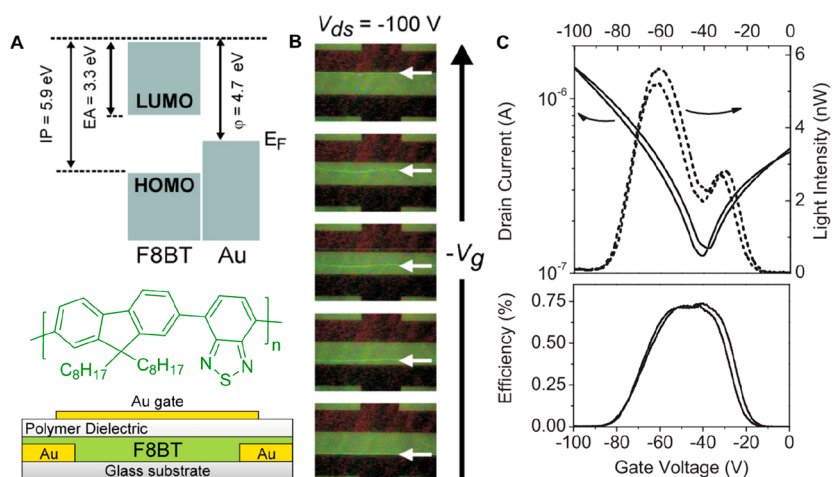 A
IP = 5.9 eV
EA = 3.3 eV
LUMO
φ = 4.7 eV
E_F
HOMO
F8BT Au
n
C8H17 C8H17
N S N
Au gate
Polymer Dielectric
Au F8BT Au
Glass substrate
B
V_ds = -100 V
-V_g
C
-100 -80 -60 -40 -20 0
10^-6
10^-7
Drain Current (A)
6
4
2
0
Light Intensity (nW)
0.75
0.50
0.25
0.00
Efficiency (%)
-100 -80 -60 -40 -20 0
Gate Voltage (V)